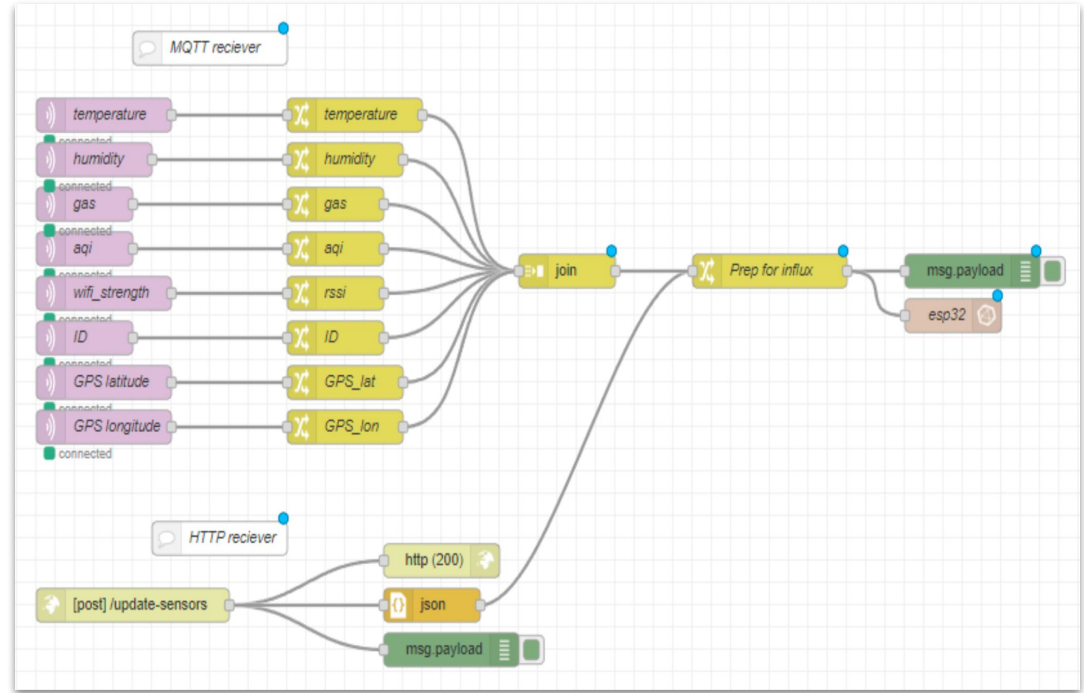 MQTT reciever
temperature
temperature
connected
humidity
humidity
connected
gas
gas
connected
aqi
aqi
join
Prep for influx
msg.payload
connected
wifi_strength
rssi
esp32
connected
ID
ID
connected
GPS latitude
GPS_lat
connected
GPS longitude
GPS_lon
connected
HTTP reciever
http (200)
[post] /update-sensors
{} json
msg.payload